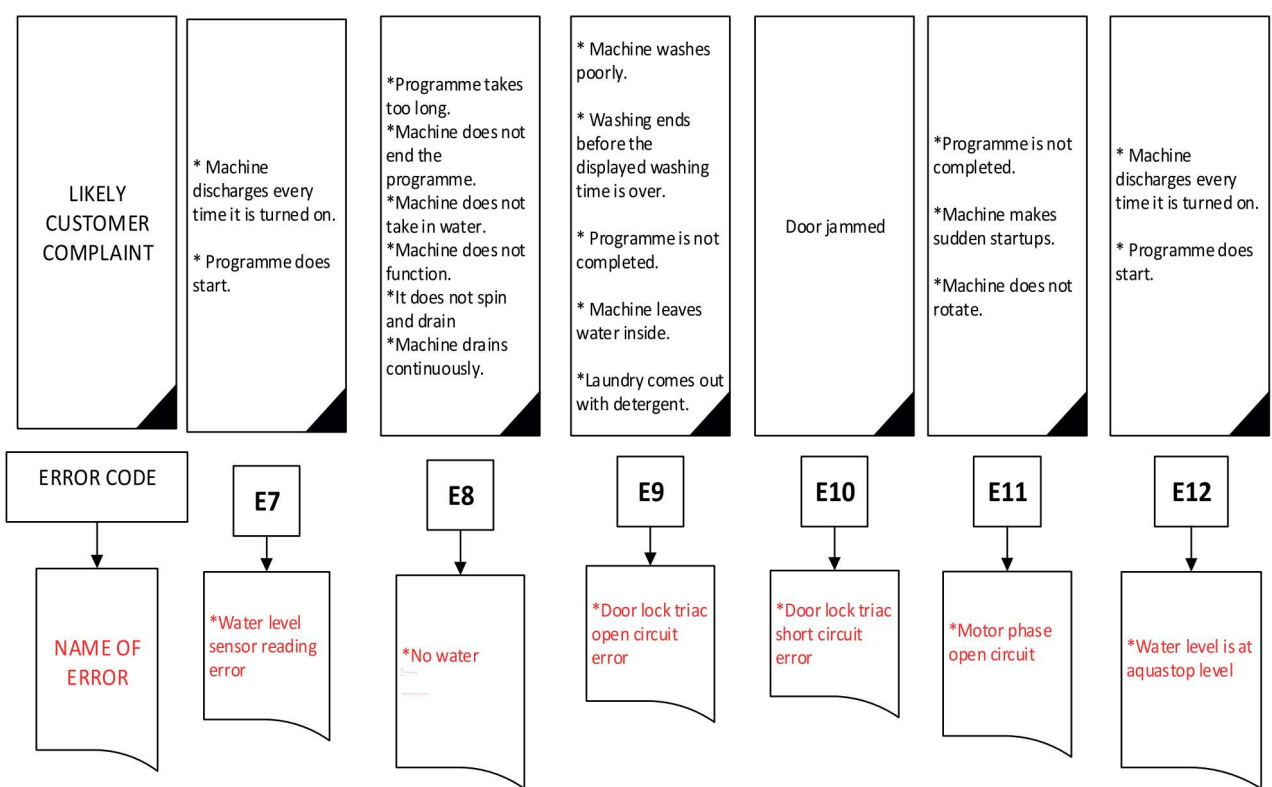 LIKELY
CUSTOMER
COMPLAINT
* Machine
discharges every
time it is turned on.
* Programme does
start.
*Programme takes
too long.
*Machine does not
end the
programme.
*Machine does not
take in water.
*Machine does not
function.
*It does not spin
and drain
*Machine drains
continuously.
* Machine washes
poorly.
* Washing ends
before the
displayed washing
time is over.
* Programme is not
completed.
* Machine leaves
water inside.
*Laundry comes out
with detergent.
Door jammed
*Programme is not
completed.
*Machine makes
sudden startups.
*Machine does not
rotate.
* Machine
discharges every
time it is turned on.
* Programme does
start.
ERROR CODE
E7
E8
E9
E10
E11
E12
NAME OF
ERROR
*Water level
sensor reading
error
*No water
*Door lock triac
open circuit
error
*Door lock triac
short circuit
error
*Motor phase
open circuit
*Water level is at
aquastop level